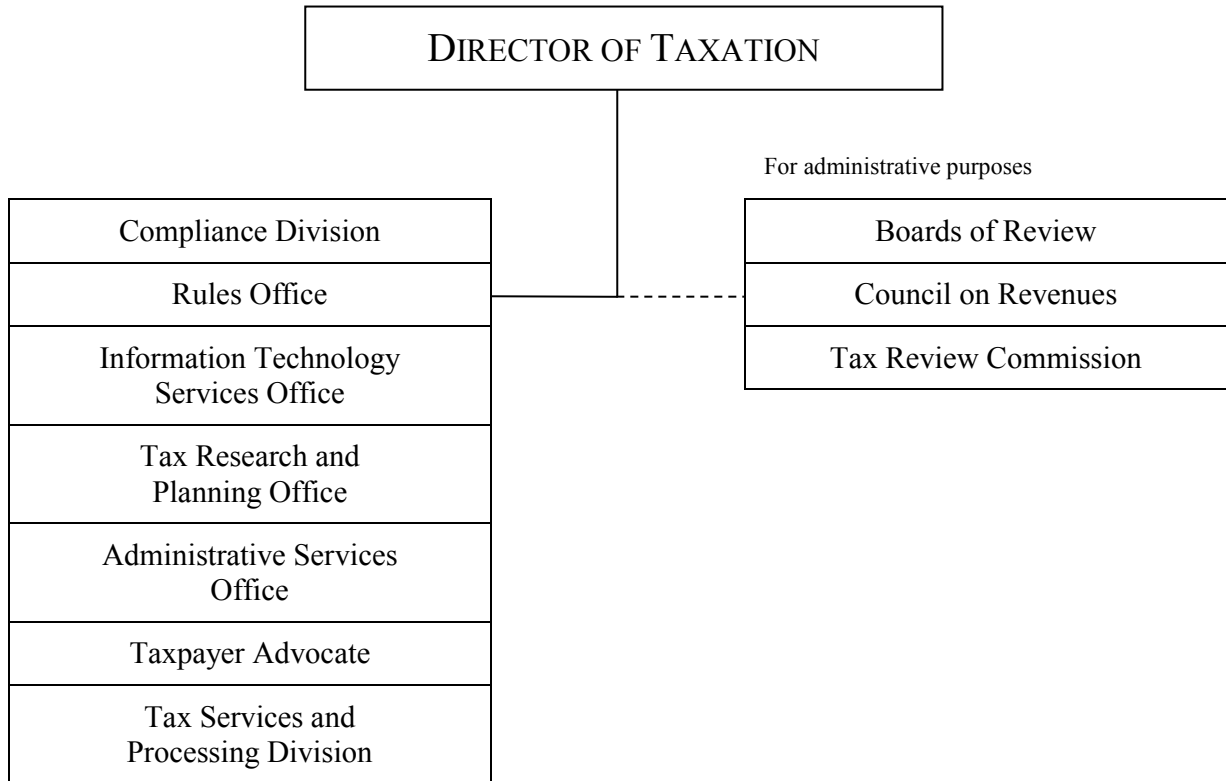 DIRECTOR OF TAXATION
For administrative purposes
Compliance Division
Rules Office
Information Technology
Services Office
Tax Research and
Planning Office
Administrative Services
Office
Taxpayer Advocate
Tax Services and
Processing Division
Boards of Review
Council on Revenues
Tax Review Commission